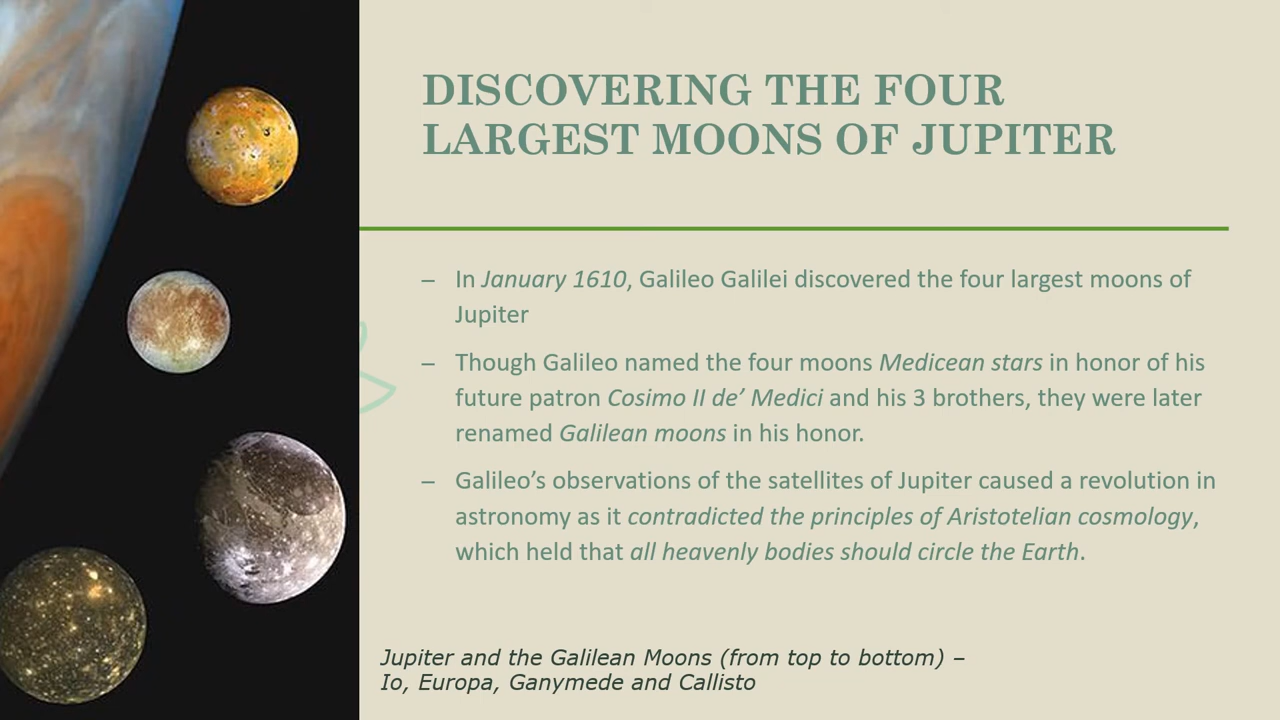 DISCOVERING THE FOUR
LARGEST MOONS OF JUPITER
– In January 1610, Galileo Galilei discovered the four largest moons of
Jupiter
– Though Galileo named the four moons Medicean stars in honor of his
future patron Cosimo II de’ Medici and his 3 brothers, they were later
renamed Galilean moons in his honor.
– Galileo’s observations of the satellites of Jupiter caused a revolution in
astronomy as it contradicted the principles of Aristotelian cosmology,
which held that all heavenly bodies should circle the Earth.
Jupiter and the Galilean Moons (from top to bottom) –
Io, Europa, Ganymede and Callisto